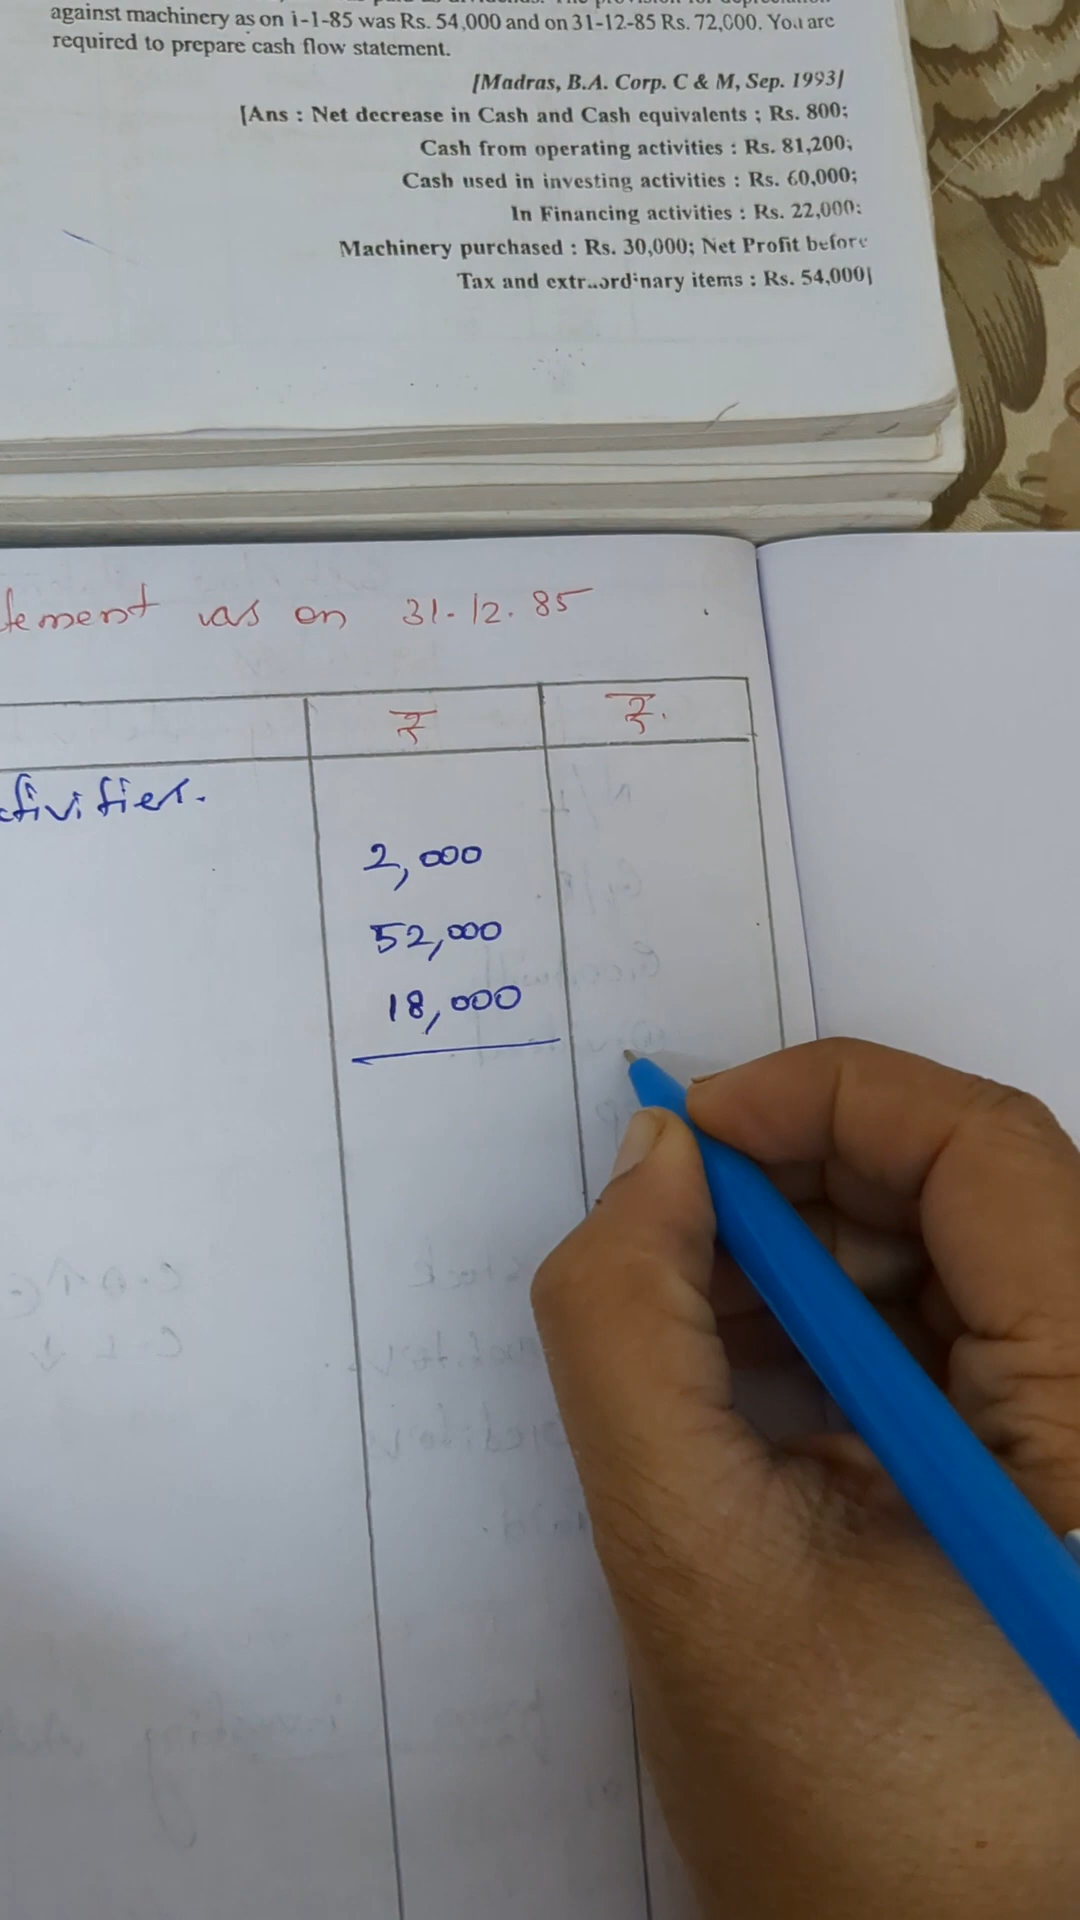 against machinery as on 1-1-85 was Rs. 54,000 and on 31-12-85 Rs. 72,000. You are
required to prepare cash flow statement.
[Madras, B.A. Corp. C & M, Sep. 1993]
[Ans : Net decrease in Cash and Cash equivalents ; Rs. 800;
Cash from operating activities : Rs. 81,200;
Cash used in investing activities : Rs. 60,000;
In Financing activities : Rs. 22,000:
Machinery purchased : Rs. 30,000; Net Profit before
Tax and extraordinary items : Rs. 54,000]
tement as on 31.12.85
₹ ₹.
ctivities.
2,000
52,000
18,000